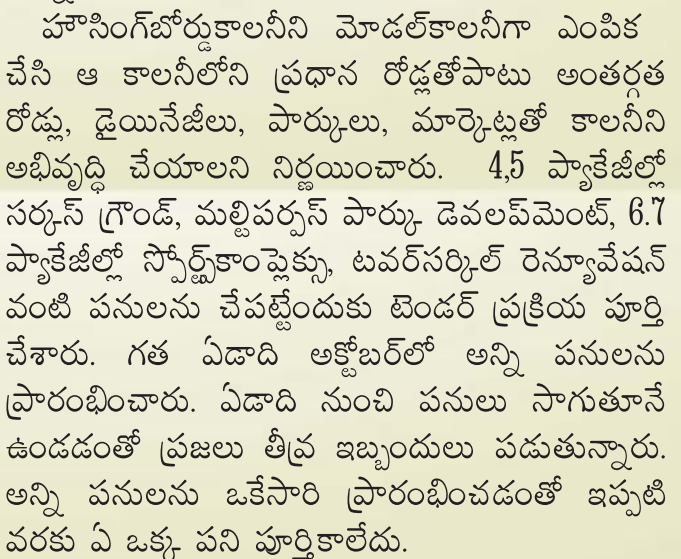 హౌసింగ్‌బోర్డుకాలనీని మోడల్‌కాలనీగా ఎంపిక
చేసి ఆ కాలనీలోని ప్రధాన రోడ్లతోపాటు అంతర్గత
రోడ్లు, డ్రైయినేజీలు, పార్కులు, మార్కెట్లతో కాలనీని
అభివృద్ధి చేయాలని నిర్ణయించారు. 4,5 ప్యాకేజీల్లో
సర్కస్ గ్రౌండ్, మల్టిపర్పస్ పార్కు డెవలప్‌మెంట్, 6.7
ప్యాకేజీల్లో స్పోర్ట్స్‌కాంప్లెక్సు, టవర్‌సర్కిల్ రెన్యూవేషన్
వంటి పనులను చేపట్టేందుకు టెండర్ ప్రక్రియ పూర్తి
చేశారు. గత ఏడాది అక్టోబర్‌లో అన్ని పనులను
ప్రారంభించారు. ఏడాది నుంచి పనులు సాగుతూనే
ఉండడంతో ప్రజలు తీవ్ర ఇబ్బందులు పడుతున్నారు.
అన్ని పనులను ఒకేసారి ప్రారంభించడంతో ఇప్పటి
వరకు ఏ ఒక్క పని పూర్తికాలేదు.